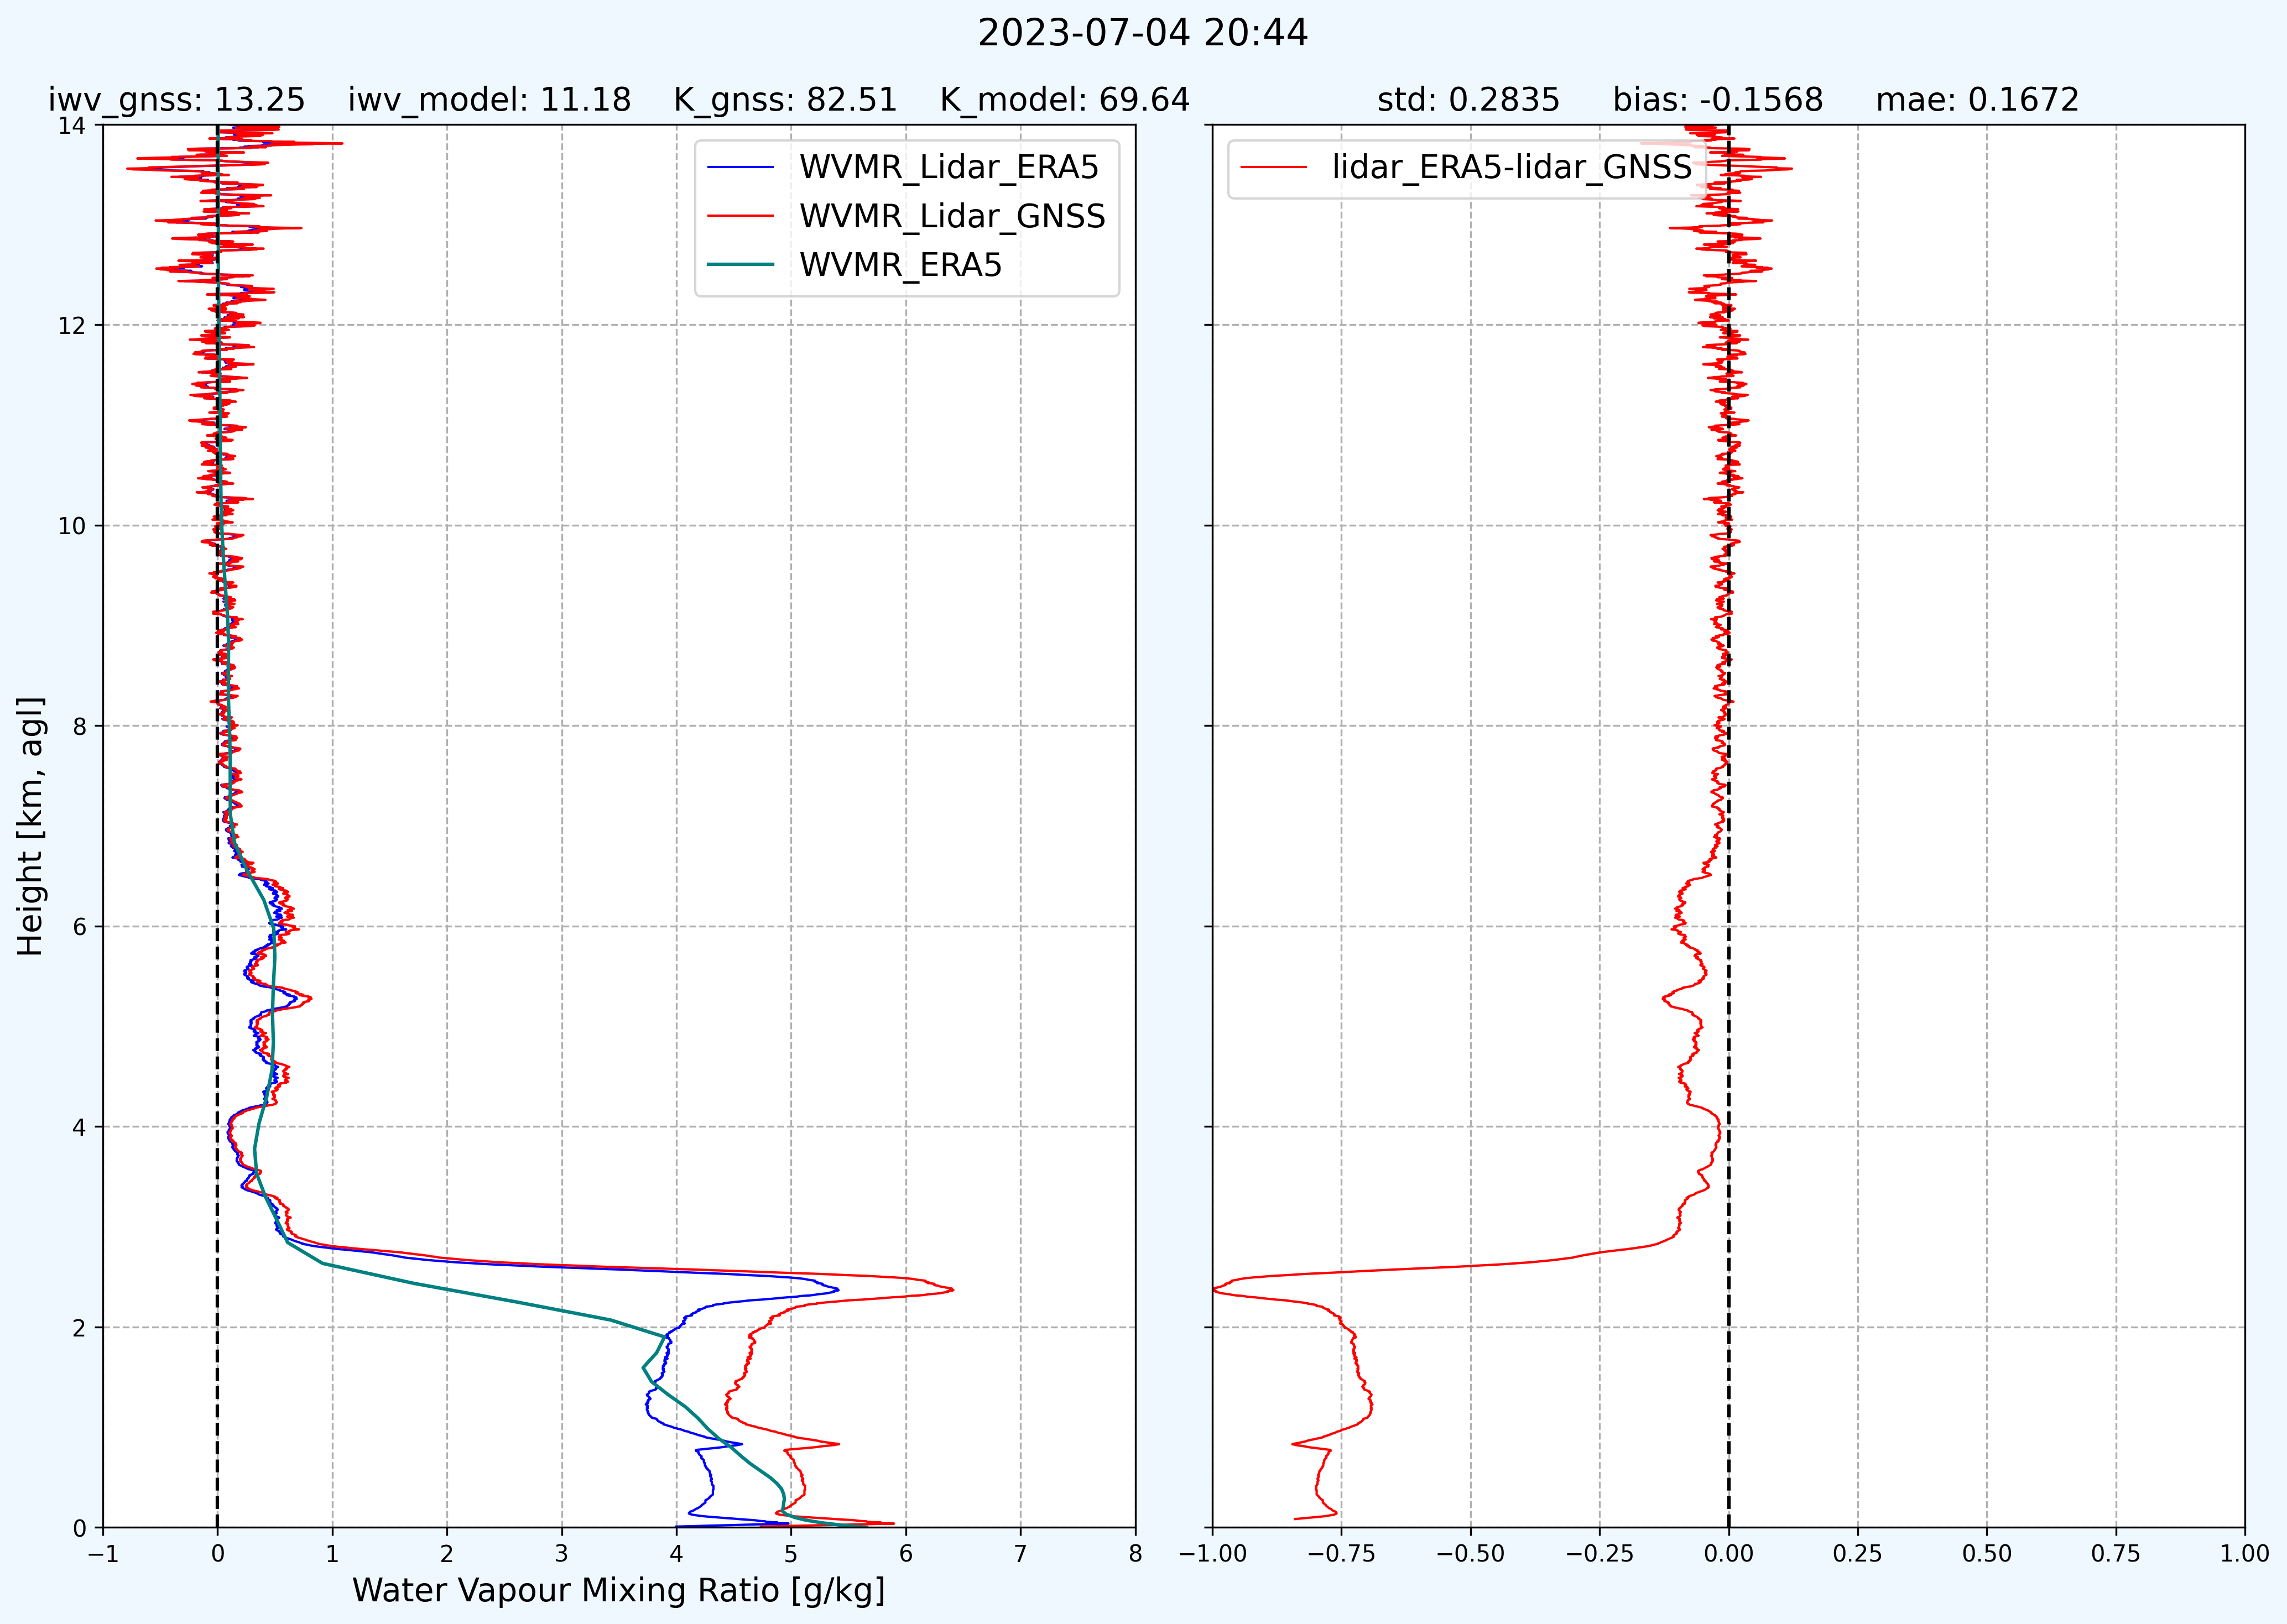 2023-07-04 20:44
iwv_gnss: 13.25 iwv_model: 11.18 K_gnss: 82.51 K_model: 69.64
std: 0.2835 bias: -0.1568 mae: 0.1672
WVMR_Lidar_ERA5
WVMR_Lidar_GNSS
WVMR_ERA5
lidar_ERA5-lidar_GNSS
Height [km, agl]
14
12
10
8
6
4
2
0
−1 0 1 2 3 4 5 6 7 8
Water Vapour Mixing Ratio [g/kg]
−1.00 −0.75 −0.50 −0.25 0.00 0.25 0.50 0.75 1.00